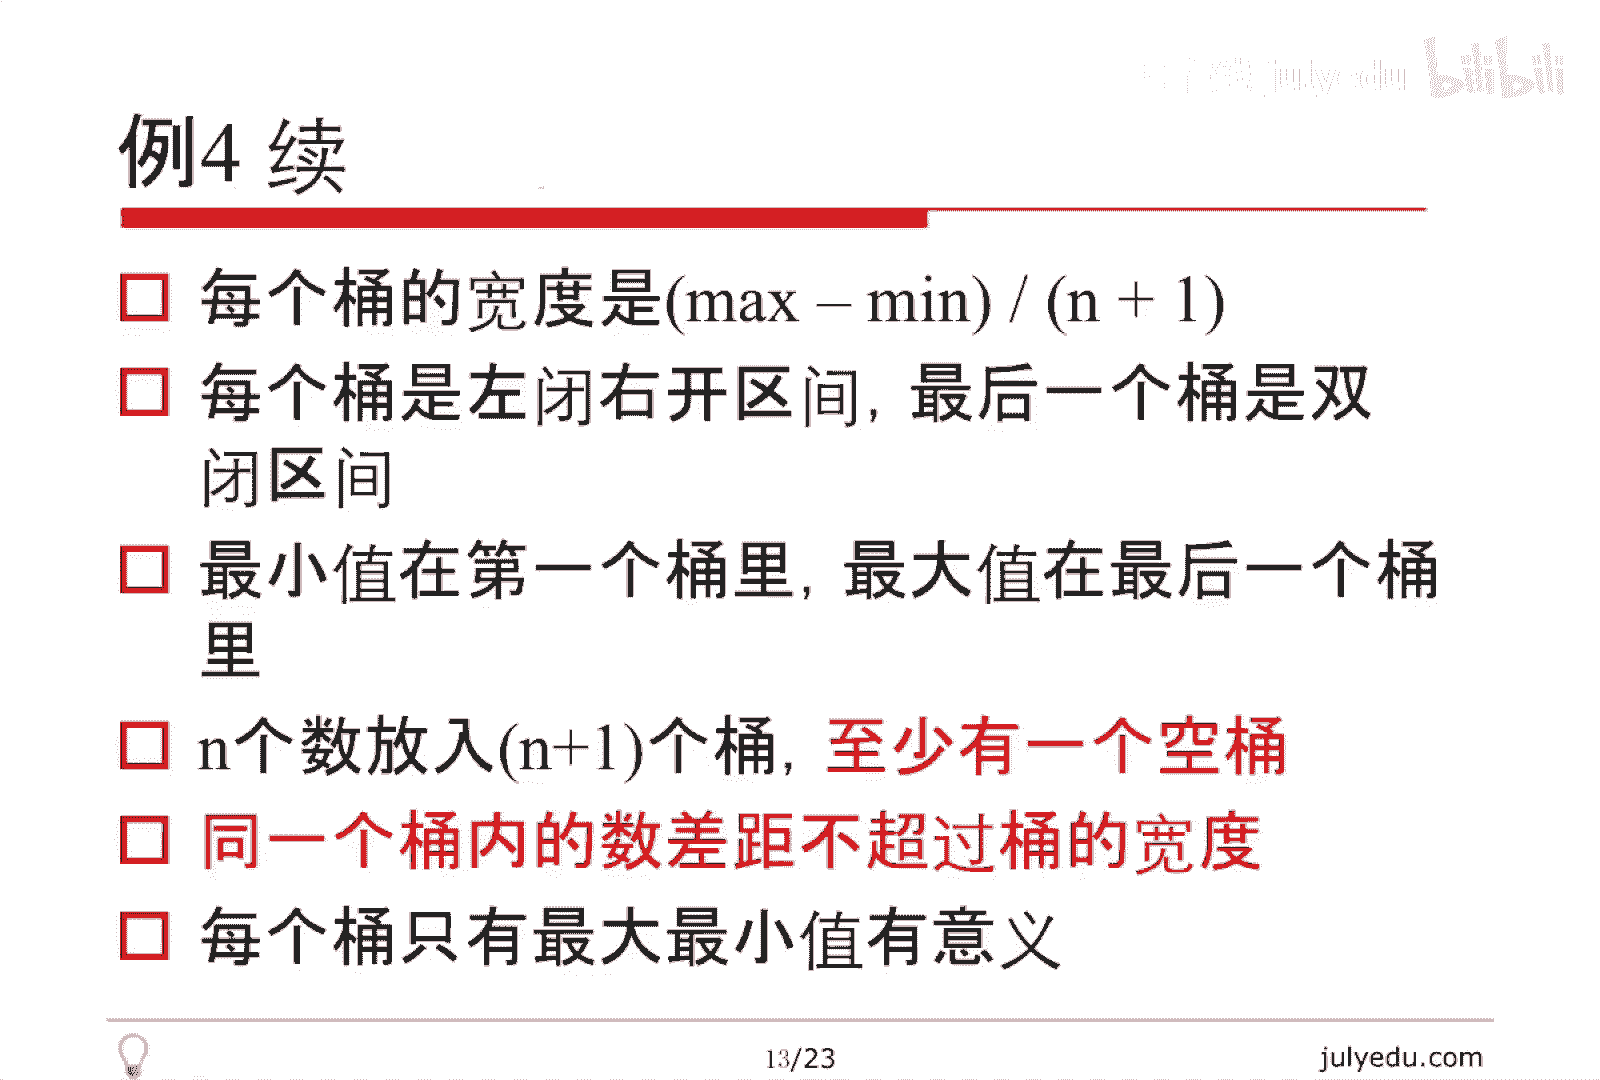 julyedu bilibili
例4 续
每个桶的宽度是(max – min) / (n + 1)
每个桶是左闭右开区间, 最后一个桶是双
闭区间
最小值在第一个桶里, 最大值在最后一个桶
里
n个数放入(n+1)个桶, 至少有一个空桶
同一个桶内的数差距不超过桶的宽度
每个桶只有最大最小值有意义
13/23
julyedu.com